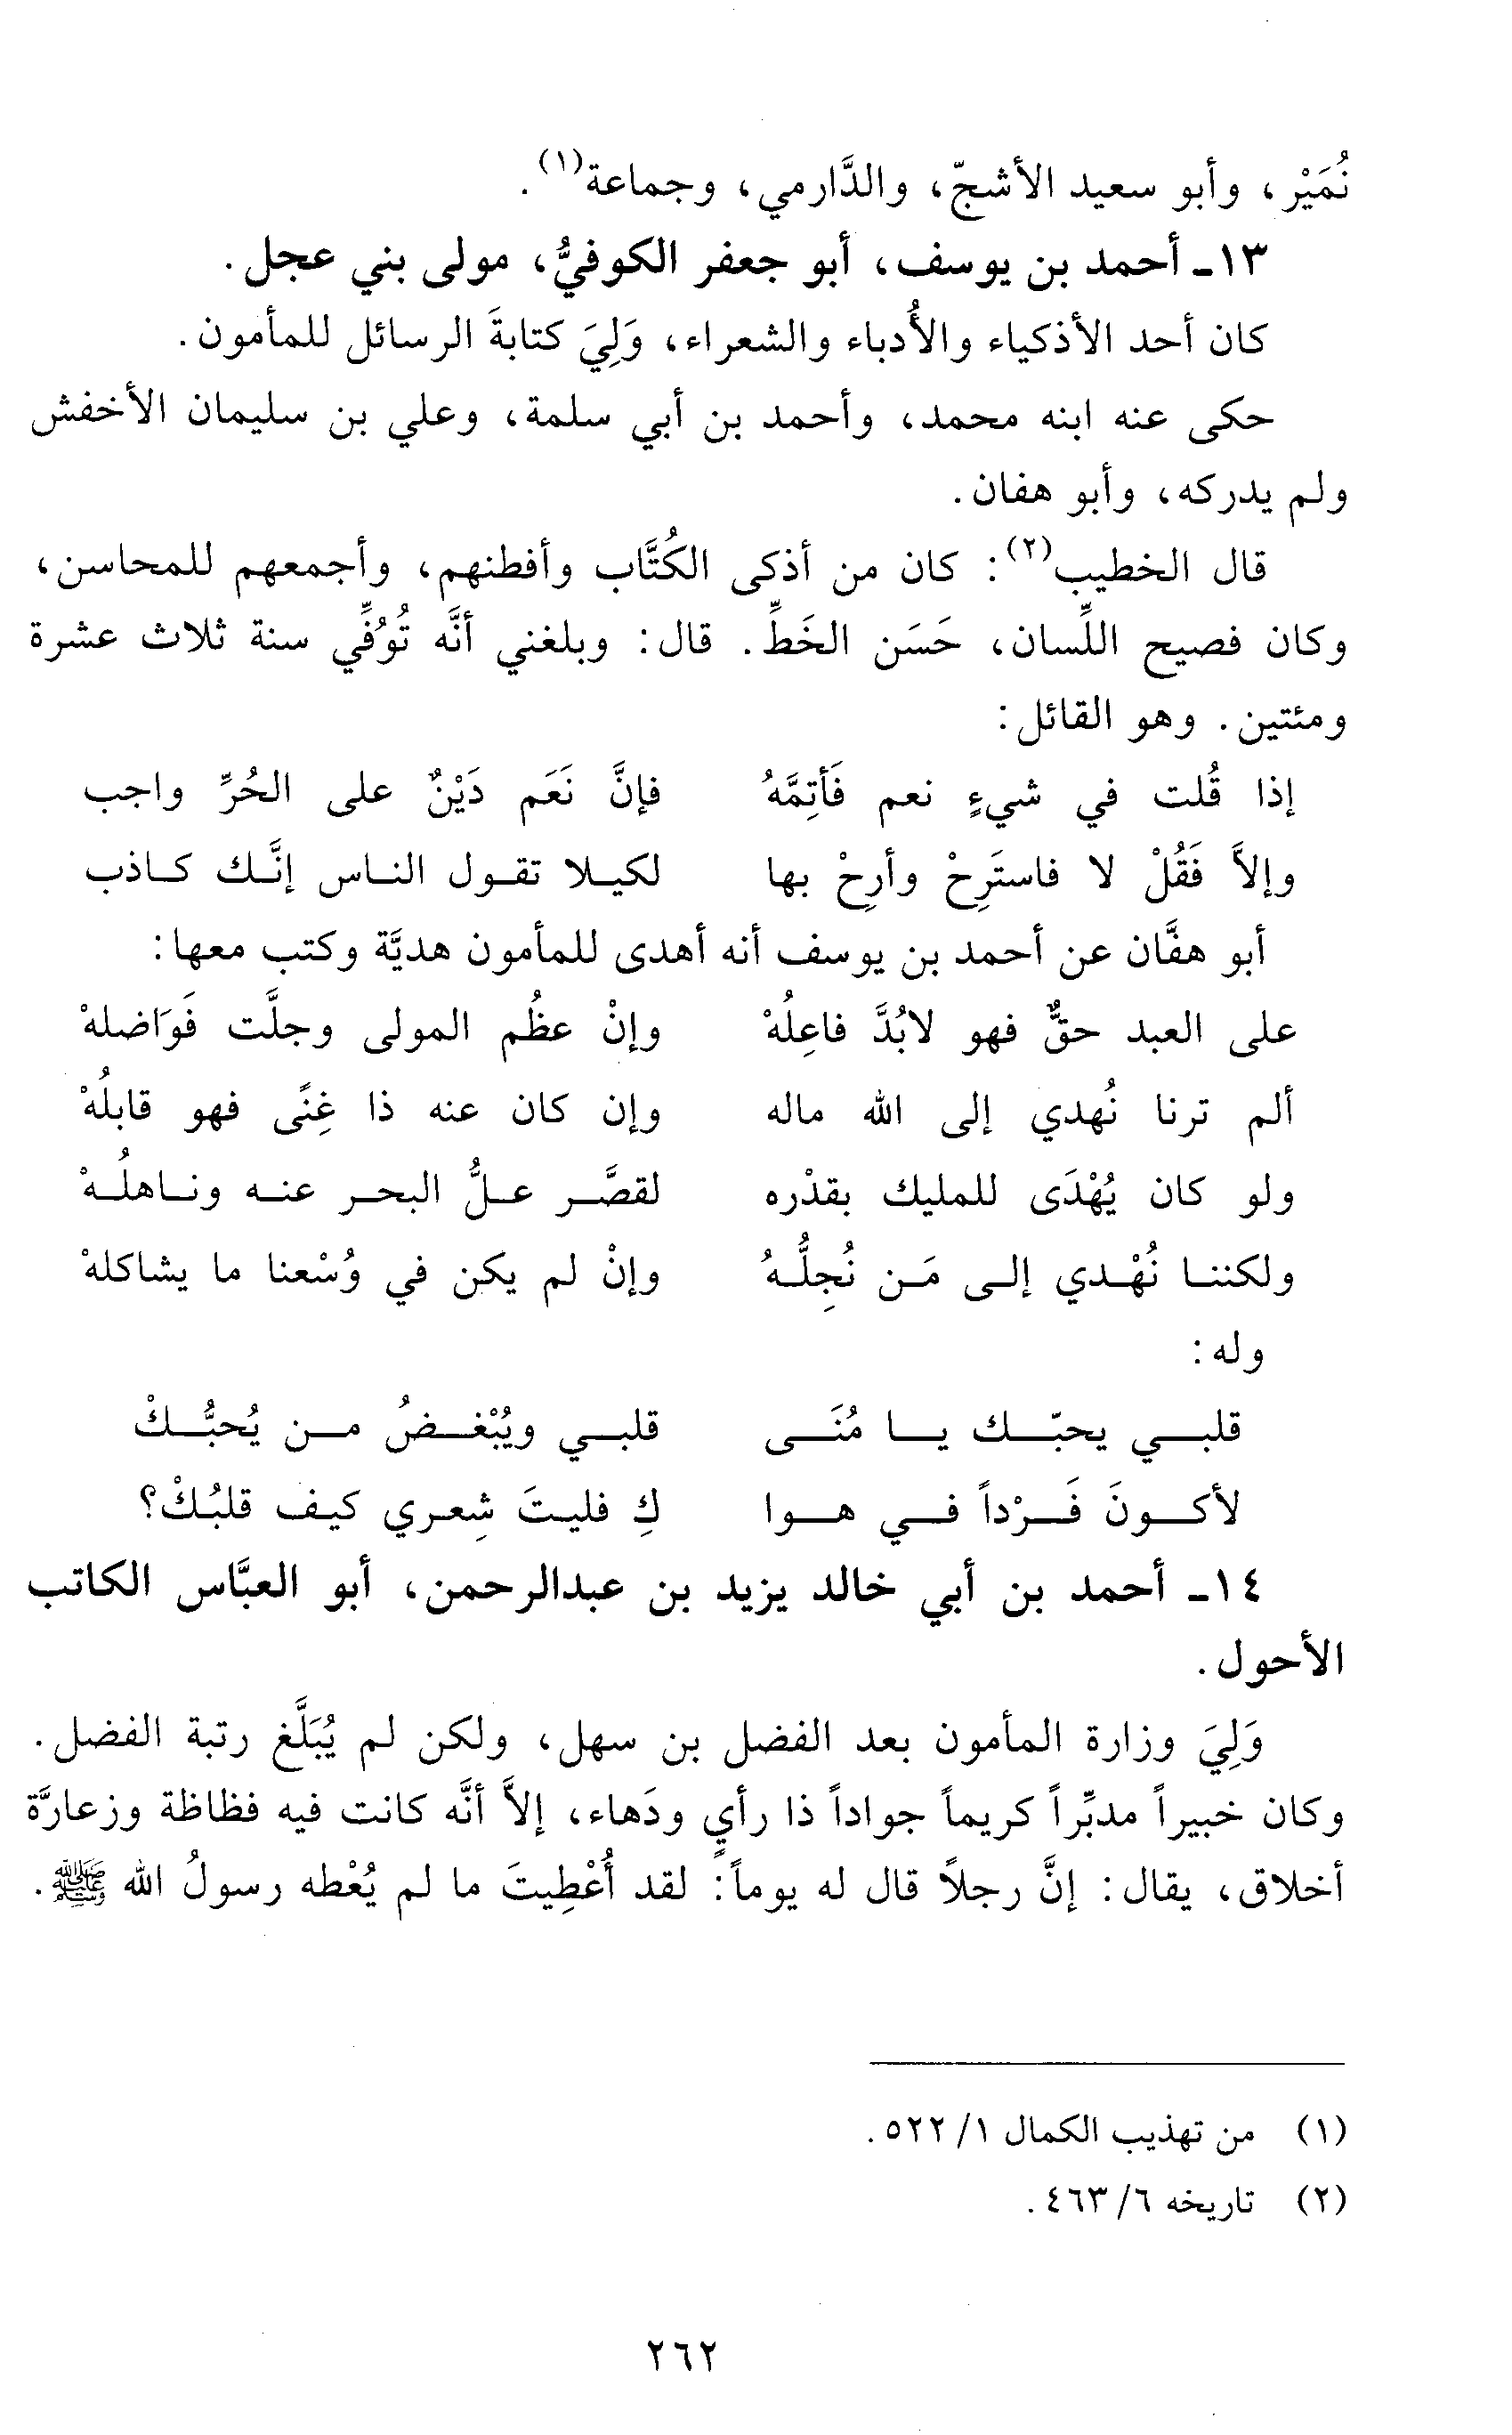 نُمَيْر، وأبو سعيد الأشجّ، والدَّارمي، وجماعة(١).
١٣ـ أحمد بن يوسف، أبو جعفر الكوفيُّ، مولى بني عجل.
كان أحد الأذكياء والأُدباء والشعراء، وَلِيَ كتابةَ الرسائل للمأمون.
حكى عنه ابنه محمد، وأحمد بن أبي سلمة، وعلي بن سليمان الأخفش
ولم يدركه، وأبو هفان.
قال الخطيب(٢): كان من أذكى الكُتَّاب وأفطنهم، وأجمعهم للمحاسن،
وكان فصيح اللِّسان، حَسَن الخَطِّ. قال: وبلغني أنَّه تُوُفِّي سنة ثلاث عشرة
ومئتين. وهو القائل:
إذا قُلت في شيءٍ نعم فَأَتِمَّهُ فإنَّ نَعَم دَيْنٌ على الحُرِّ واجب
وإلاَّ فَقُلْ لا فاستَرِحْ وأرِحْ بها لكيلا تقول الناس إنَّك كاذب
أبو هفَّان عن أحمد بن يوسف أنه أهدى للمأمون هديَّة وكتب معها:
على العبد حقٌّ فهو لابُدَّ فاعِلُهْ وإنْ عظُم المولى وجلَّت فَوَاضلهْ
ألم ترنا نُهدي إلى الله ماله وإن كان عنه ذا غِنًى فهو قابلُهْ
ولو كان يُهْدَى للمليك بقدْره لقصَّر علُّ البحر عنه وناهلُهْ
ولكننا نُهْدي إلى مَن نُجِلُّهُ وإنْ لم يكن في وُسْعنا ما يشاكلهْ
وله:
قلبي يحبّك يا مُنَى قلبي ويُبْغضُ من يُحبُّكْ
لأكونَ فَرْداً في هوا كِ فليتَ شِعري كيف قلبُكْ؟
١٤ـ أحمد بن أبي خالد يزيد بن عبدالرحمن، أبو العبَّاس الكاتب
الأحول.
وَلِيَ وزارة المأمون بعد الفضل بن سهل، ولكن لم يُبَلَّغ رتبة الفضل.
وكان خبيراً مدبِّراً كريماً جواداً ذا رأيٍ ودَهاء، إلاَّ أنَّه كانت فيه فظاظة وزعارَّة
أخلاق، يقال: إنَّ رجلاً قال له يوماً: لقد أُعْطِيتَ ما لم يُعْطه رسولُ الله ﷺ.
(١) من تهذيب الكمال ١/ ٥٢٢.
(٢) تاريخه ٦/ ٤٦٣.
٢٦٢